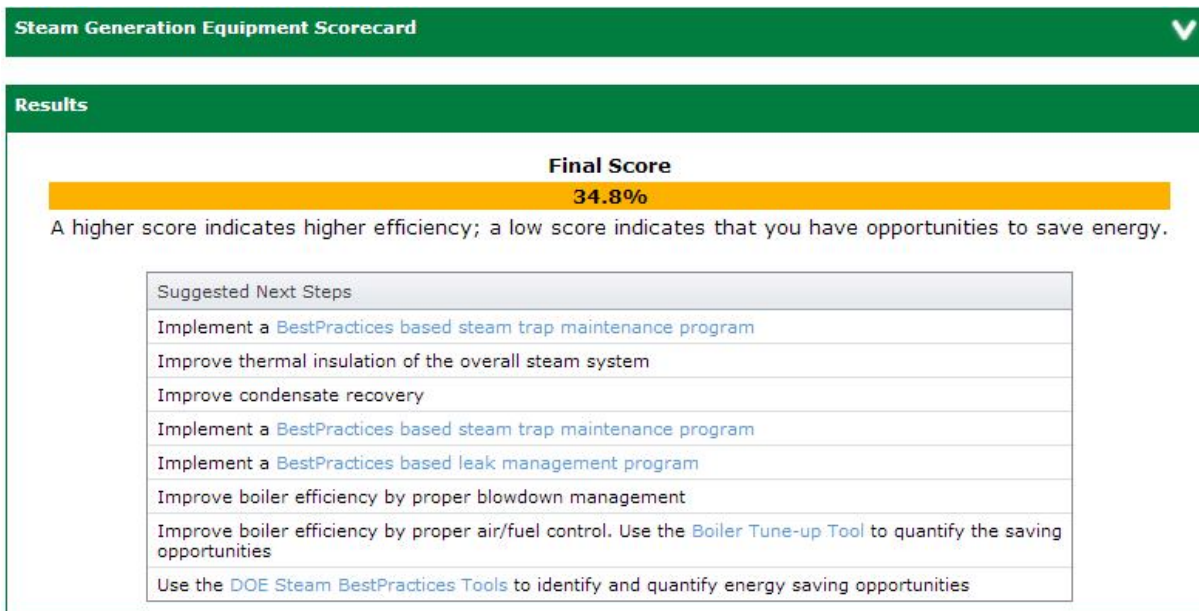 Steam Generation Equipment Scorecard
Results
Final Score
34.8%
A higher score indicates higher efficiency; a low score indicates that you have opportunities to save energy.
Suggested Next Steps
Implement a BestPractices based steam trap maintenance program
Improve thermal insulation of the overall steam system
Improve condensate recovery
Implement a BestPractices based steam trap maintenance program
Implement a BestPractices based leak management program
Improve boiler efficiency by proper blowdown management
Improve boiler efficiency by proper air/fuel control. Use the Boiler Tune-up Tool to quantify the saving
opportunities
Use the DOE Steam BestPractices Tools to identify and quantify energy saving opportunities